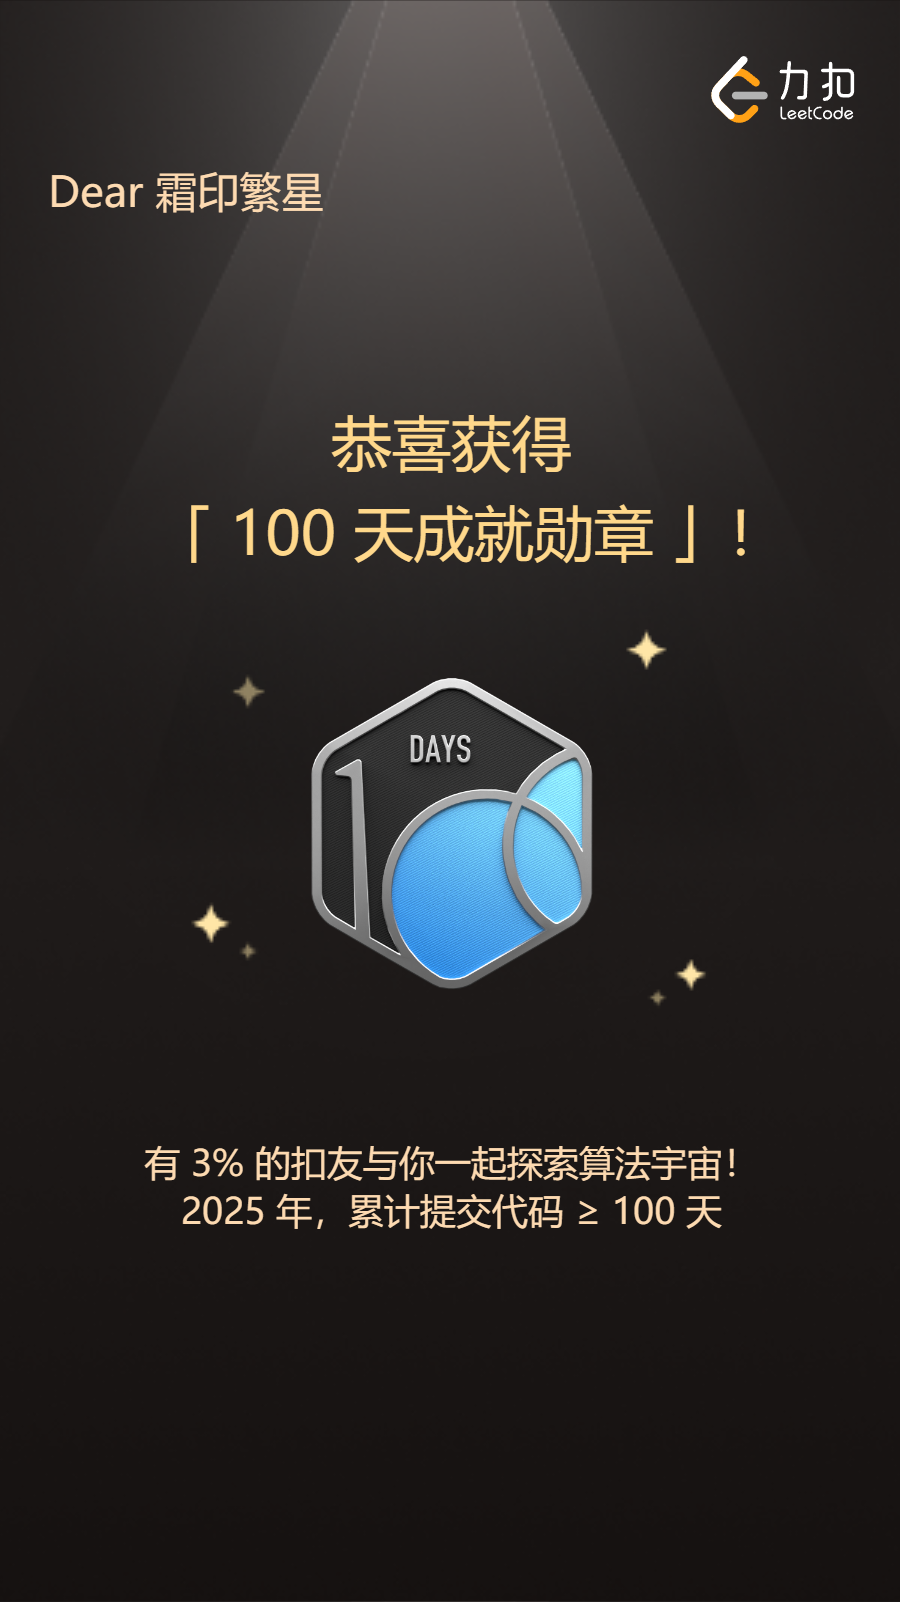 力扣
LeetCode
Dear 霜印繁星
恭喜获得
「 100 天成就勋章 」!
DAYS
100
有 3% 的扣友与你一起探索算法宇宙!
2025 年，累计提交代码 ≥ 100 天